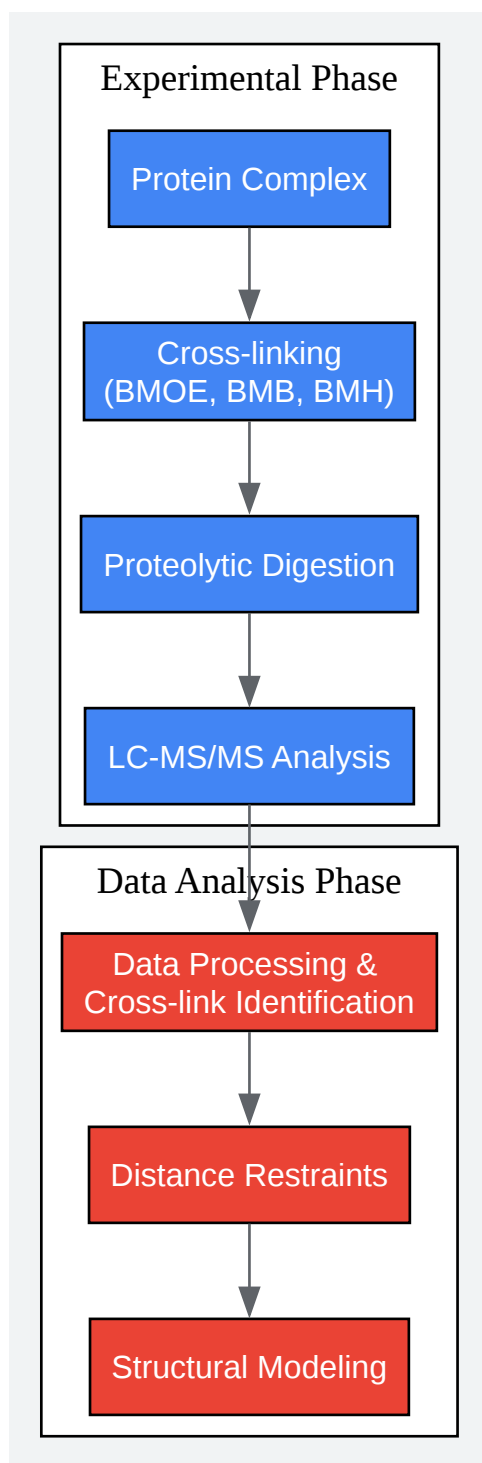 Experimental Phase
Protein Complex
Cross-linking
(BMOE, BMB, BMH)
Proteolytic Digestion
LC-MS/MS Analysis
Data Analysis Phase
Data Processing &
Cross-link Identification
Distance Restraints
Structural Modeling